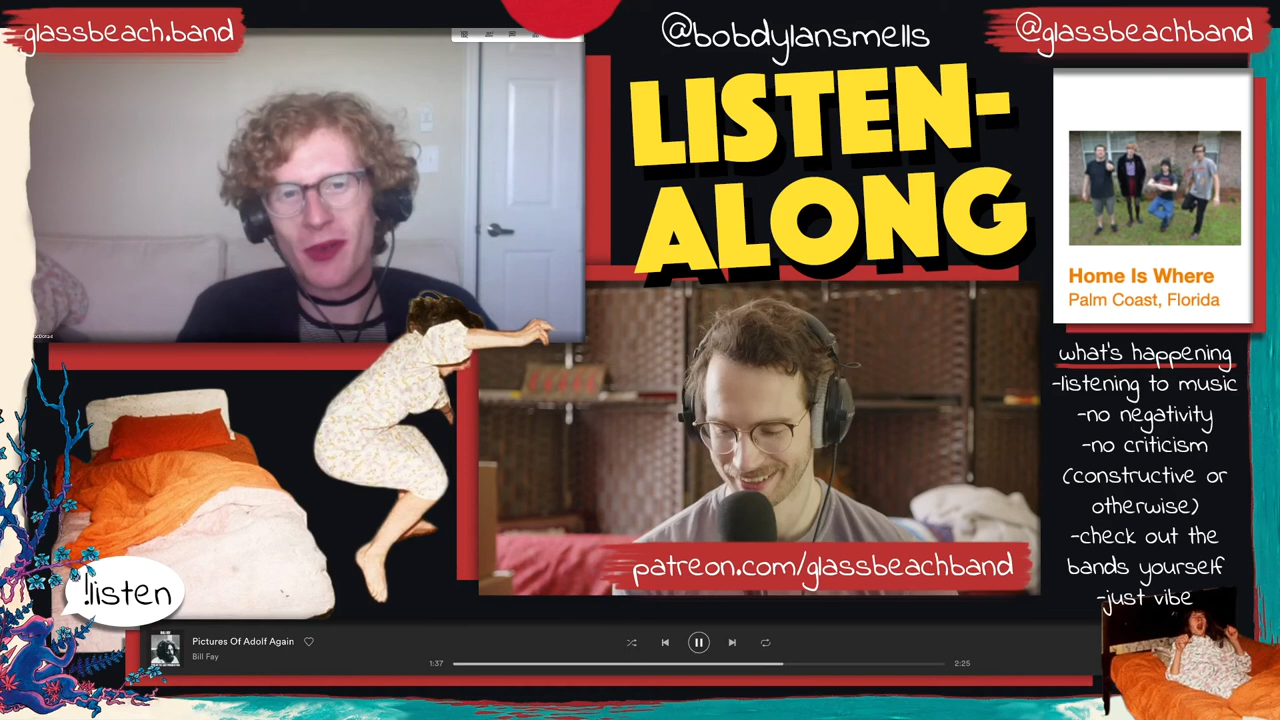 glassbeach.band
@bobdylansmells
@glassbeachband
LISTEN-
ALONG
Home Is Where
Palm Coast, Florida
what's happening
-listening to music
-no negativity
-no criticism
(constructive or
otherwise)
-check out the
bands yourself
-just vibe
patreon.com/glassbeachband
!listen
Pictures Of Adolf Again
Bill Fay
1:37
2:25